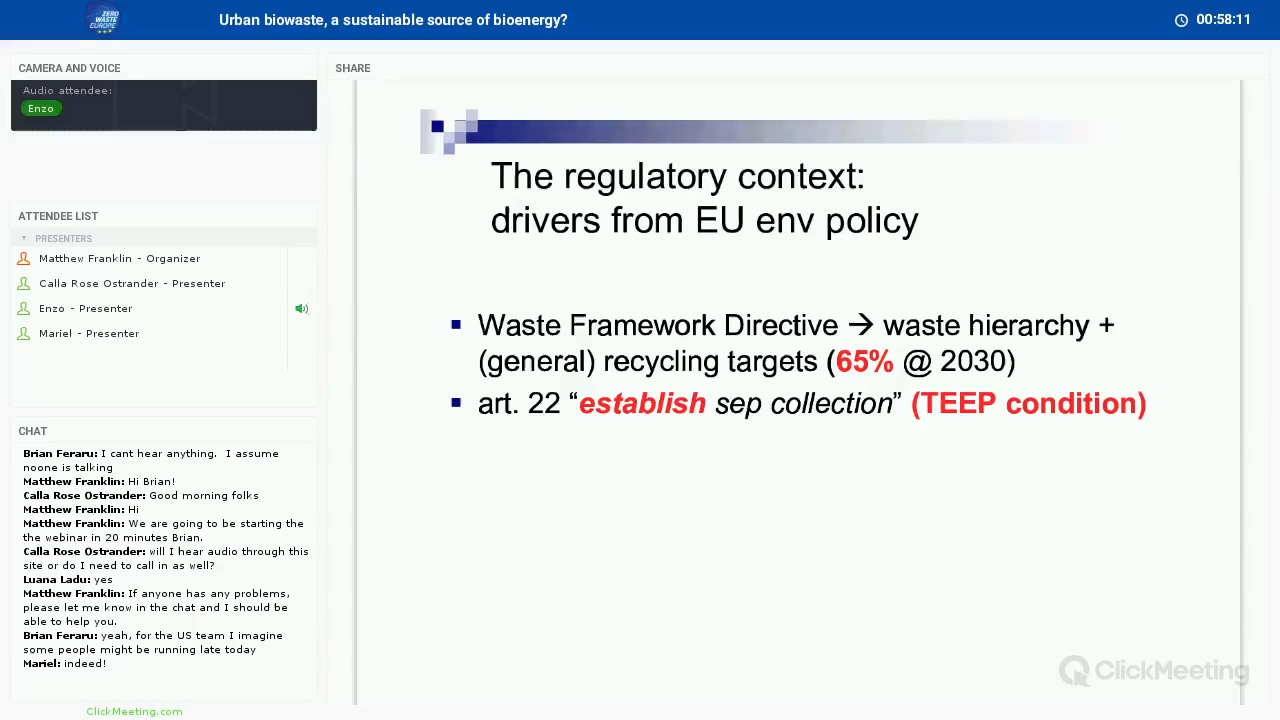 ZERO WASTE EUROPE
Urban biowaste, a sustainable source of bioenergy?
00:58:11
CAMERA AND VOICE
Audio attendee:
Enzo
ATTENDEE LIST
PRESENTERS
Matthew Franklin - Organizer
Calla Rose Ostrander - Presenter
Enzo - Presenter
Mariel - Presenter
CHAT
Brian Feraru: I cant hear anything. I assume
noone is talking
Matthew Franklin: Hi Brian!
Calla Rose Ostrander: Good morning folks
Matthew Franklin: Hi
Matthew Franklin: We are going to be starting the
the webinar in 20 minutes Brian.
Calla Rose Ostrander: will I hear audio through this
site or do I need to call in as well?
Luana Ladu: yes
Matthew Franklin: If anyone has any problems,
please let me know in the chat and I should be
able to help you.
Brian Feraru: yeah, for the US team I imagine
some people might be running late today
Mariel: indeed!
ClickMeeting.com
SHARE
The regulatory context:
drivers from EU env policy
▪ Waste Framework Directive → waste hierarchy +
(general) recycling targets (65% @ 2030)
▪ art. 22 “establish sep collection” (TEEP condition)
ClickMeeting